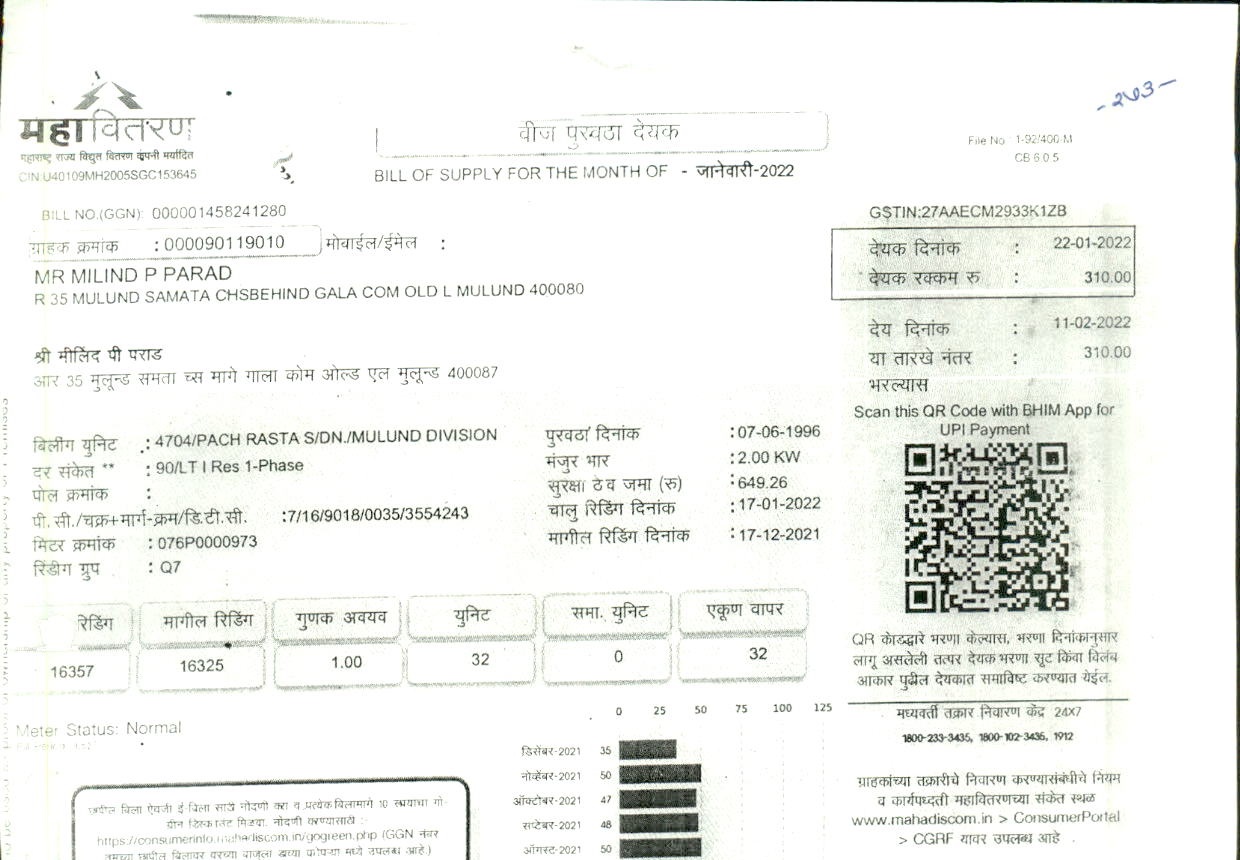 -२७३-
महावितरण
महाराष्ट्र राज्य विद्युत वितरण कंपनी मर्यादित
CIN:U40109MH2005SGC153645
वीज पुरवठा देयक
BILL OF SUPPLY FOR THE MONTH OF - जानेवारी-2022
File No : 1-92/400-M
CB 6.0.5
BILL NO.(GGN): 000001458241280
GSTIN:27AAECM2933K1ZB
ग्राहक क्रमांक : 000090119010 मोबाईल/ईमेल :
देयक दिनांक : 22-01-2022
देयक रक्कम रु : 310.00
MR MILIND P PARAD
R 35 MULUND SAMATA CHSBEHIND GALA COM OLD L MULUND 400080
देय दिनांक : 11-02-2022
या तारखे नंतर : 310.00
भरल्यास
श्री मीलिंद पी पराड
आर 35 मुलून्ड समता च्स मागे गाला कोम ओल्ड एल मुलून्ड 400087
Scan this QR Code with BHIM App for
UPI Payment
बिलींग युनिट : 4704/PACH RASTA S/DN./MULUND DIVISION
दर संकेत ** : 90/LT I Res 1-Phase
पोल क्रमांक :
पी.सी./चक्र+मार्ग-क्रम/डि.टी.सी. :7/16/9018/0035/3554243
मिटर क्रमांक : 076P0000973
रिंडीग ग्रुप : Q7
पुरवठा दिनांक :07-06-1996
मंजुर भार :2.00 KW
सुरक्षा ठेव जमा (रु) :649.26
चालु रिडिंग दिनांक :17-01-2022
मागील रिडिंग दिनांक :17-12-2021
रिडिंग मागील रिडिंग गुणक अवयव युनिट समा. युनिट एकूण वापर
16357 16325 1.00 32 0 32
QR कोडद्वारे भरणा केल्यास, भरणा दिनांकानुसार
लागू असलेली तत्पर देयक भरणा सूट किंवा विलंब
आकार पुढील देयकात समाविष्ट करण्यात येईल.
मध्यवर्ती तक्रार निवारण केंद्र 24x7
1800-233-3435, 1800-102-3435, 1912
Meter Status: Normal
0 25 50 75 100 125
डिसेंबर-2021 35
नोव्हेंबर-2021 50
ऑक्टोबर-2021 47
सप्टेंबर-2021 48
ऑगस्ट-2021 50
छापील बिला ऐवजी ई-बिला साठी नोंदणी करा व प्रत्येक बिलामागे 10 रूपयाचा गो-
ग्रीन डिस्काउंट मिळवा. नोंदणी करण्यासाठी :-
https://consumerinfo.mahadiscom.in/gogreen.php (GGN नंबर
तुमच्या छापील बिलावर वरच्या बाजूला डाव्या कोपऱ्या मध्ये उपलब्ध आहे.)
ग्राहकांच्या तक्रारीचे निवारण करण्यासंबंधीचे नियम
व कार्यपध्दती महावितरणच्या संकेत स्थळ
www.mahadiscom.in > ConsumerPortal
> CGRF यावर उपलब्ध आहे